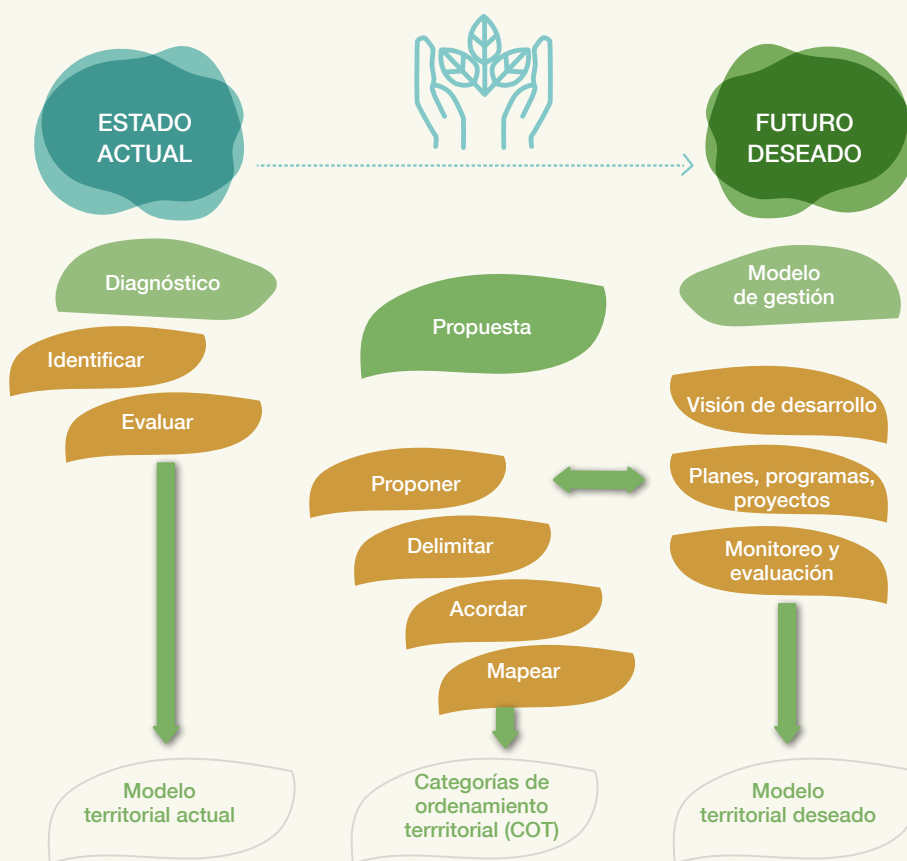 ESTADO
ACTUAL
FUTURO
DESEADO
Diagnóstico
Identificar
Evaluar
Propuesta
Proponer
Delimitar
Acordar
Mapear
Modelo
de gestión
Visión de desarrollo
Planes, programas,
proyectos
Monitoreo y
evaluación
Modelo
territorial actual
Categorías de
ordenamiento
terrritorial (COT)
Modelo
territorial deseado